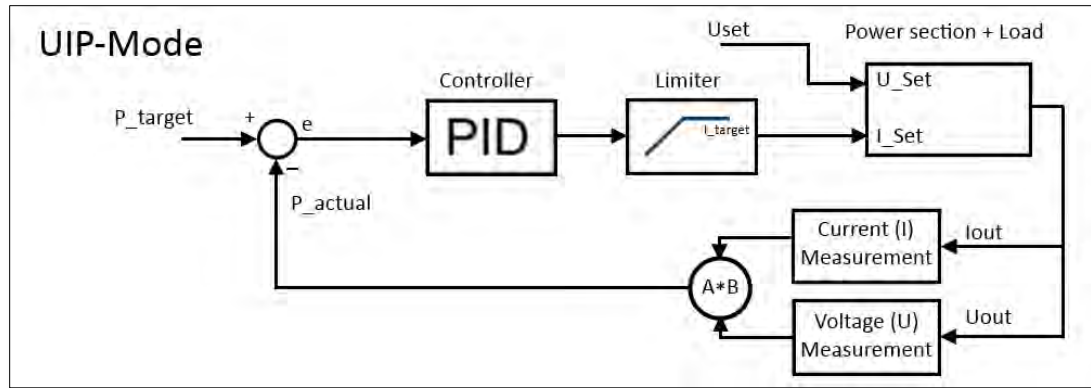 UIP-Mode
Uset
Power section + Load
Controller
Limiter
U_Set
P_target
+
e
PID
I_target
I_Set
−
P_actual
Current (I)
Measurement
Iout
A*B
Voltage (U)
Measurement
Uout